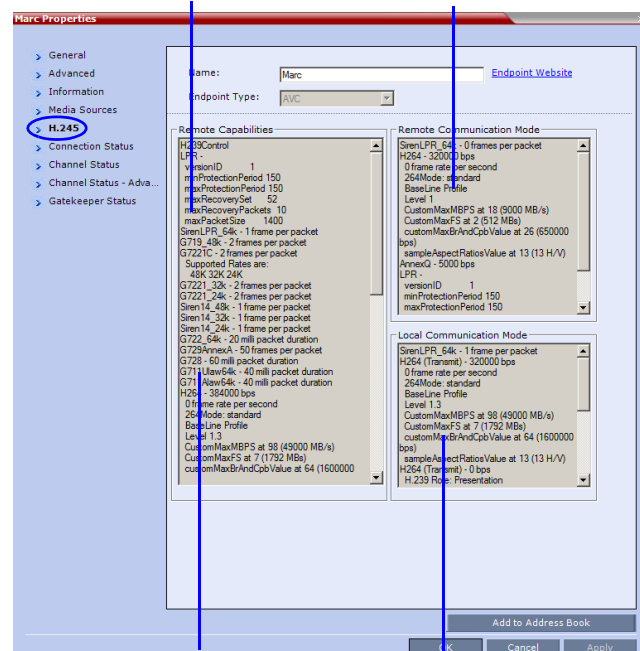 Marc Properties
General
Advanced
Information
Media Sources
H.245
Connection Status
Channel Status
Channel Status - Adva...
Gatekeeper Status
Name:
Marc
Endpoint Website
Endpoint Type:
AVC
Remote Capabilities
H239Control
LPR -
versionID 1
minProtectionPeriod 150
maxProtectionPeriod 150
maxRecoverySet 52
maxRecoveryPackets 10
maxPacketSize 1400
SirenLPR_64k - 1 frame per packet
G719_48k - 2 frames per packet
G7221C - 2 frames per packet
Supported Rates are:
48K 32K 24K
G7221_32k - 2 frames per packet
G7221_24k - 2 frames per packet
Siren14_48k - 1 frame per packet
Siren14_32k - 1 frame per packet
Siren14_24k - 1 frame per packet
G722_64k - 20 milli packet duration
G729AnnexA - 50 frames per packet
G728 - 60 milli packet duration
G711Ulaw64k - 40 milli packet duration
G711Alaw64k - 40 milli packet duration
H264 - 384000 bps
0 frame rate per second
264Mode: standard
BaseLine Profile
Level 1.3
CustomMaxMBPS at 98 (49000 MB/s)
CustomMaxFS at 7 (1792 MBs)
customMaxBrAndCpbValue at 64 (1600000
Remote Communication Mode
SirenLPR_64k - 0 frames per packet
H264 - 320000 bps
0 frame rate per second
264Mode: standard
BaseLine Profile
Level 1
CustomMaxMBPS at 18 (9000 MB/s)
CustomMaxFS at 2 (512 MBs)
customMaxBrAndCpbValue at 26 (650000
bps)
sampleAspectRatiosValue at 13 (13 H/V)
AnnexQ - 5000 bps
LPR -
versionID 1
minProtectionPeriod 150
maxProtectionPeriod 150
Local Communication Mode
SirenLPR_64k - 1 frame per packet
H264 (Transmit) - 320000 bps
0 frame rate per second
264Mode: standard
BaseLine Profile
Level 1.3
CustomMaxMBPS at 98 (49000 MB/s)
CustomMaxFS at 7 (1792 MBs)
customMaxBrAndCpbValue at 64 (1600000
bps)
sampleAspectRatiosValue at 13 (13 H/V)
H264 (Transmit) - 0 bps
H.239 Role: Presentation
Add to Address Book
OK
Cancel
Apply